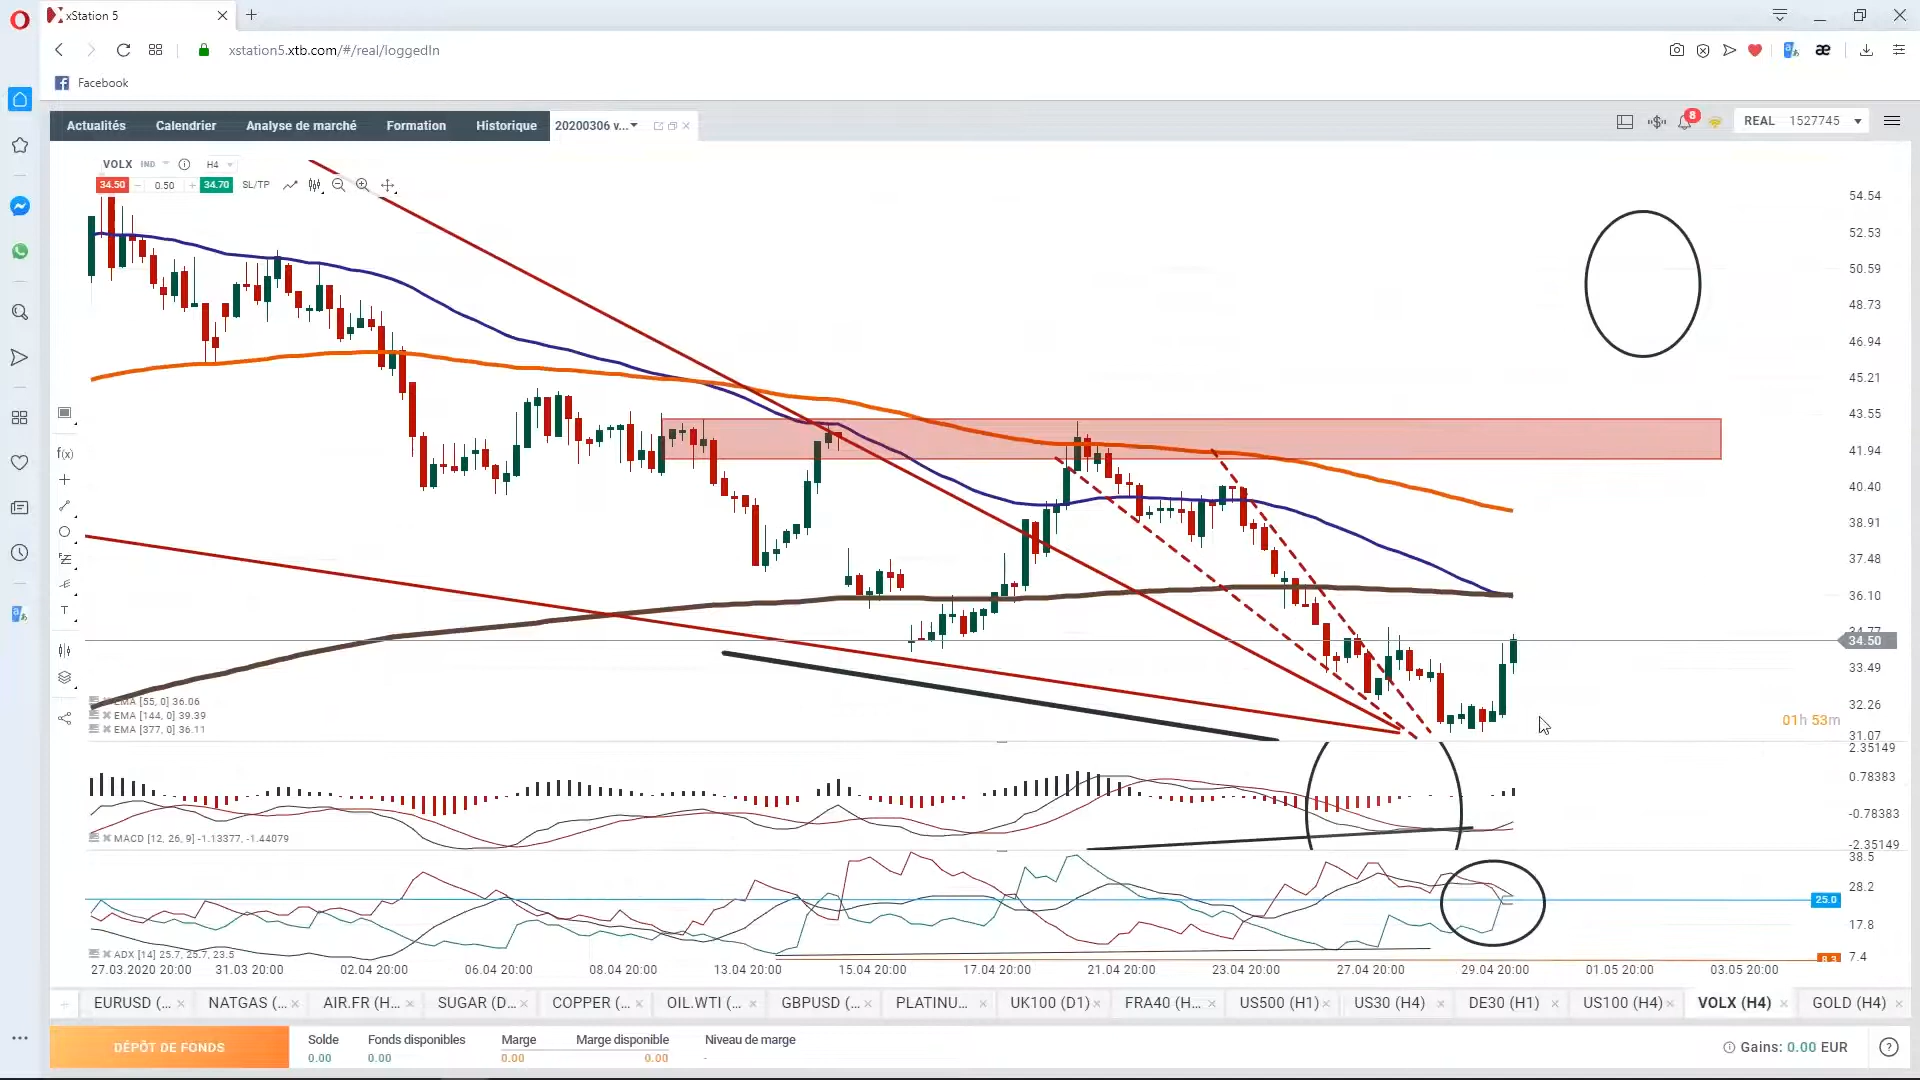 xStation 5
xstation5.xtb.com/#/real/loggedIn
Facebook
Actualités Calendrier Analyse de marché Formation Historique 20200306 v...
8 REAL 1527745
VOLX IND H4
34.50 0.50 34.70 SL/TP
54.54
52.53
50.59
48.73
46.94
45.21
43.55
41.94
40.40
38.91
37.48
36.10
34.77
34.50
33.49
32.26
31.07
01h 53m
f(x)
T
EMA [55, 0] 36.06
EMA [144, 0] 39.39
EMA [377, 0] 36.11
2.35149
0.78383
-0.78383
-2.35149
MACD [12, 26, 9] -1.13377, -1.44079
38.5
28.2
25.0
17.8
8.3
7.4
ADX [14] 25.7, 25.7, 23.5
27.03.2020 20:00 31.03 20:00 02.04 20:00 06.04 20:00 08.04 20:00 13.04 20:00 15.04 20:00 17.04 20:00 21.04 20:00 23.04 20:00 27.04 20:00 29.04 20:00 01.05 20:00 03.05 20:00
EURUSD (... NATGAS (... AIR.FR (H... SUGAR (D... COPPER (... OIL.WTI (... GBPUSD (... PLATINU... UK100 (D1) FRA40 (H... US500 (H1) US30 (H4) DE30 (H1) US100 (H4) VOLX (H4) GOLD (H4)
DÉPÔT DE FONDS
Solde Fonds disponibles Marge Marge disponible Niveau de marge
0.00 0.00 0.00 0.00 -
Gains: 0.00 EUR